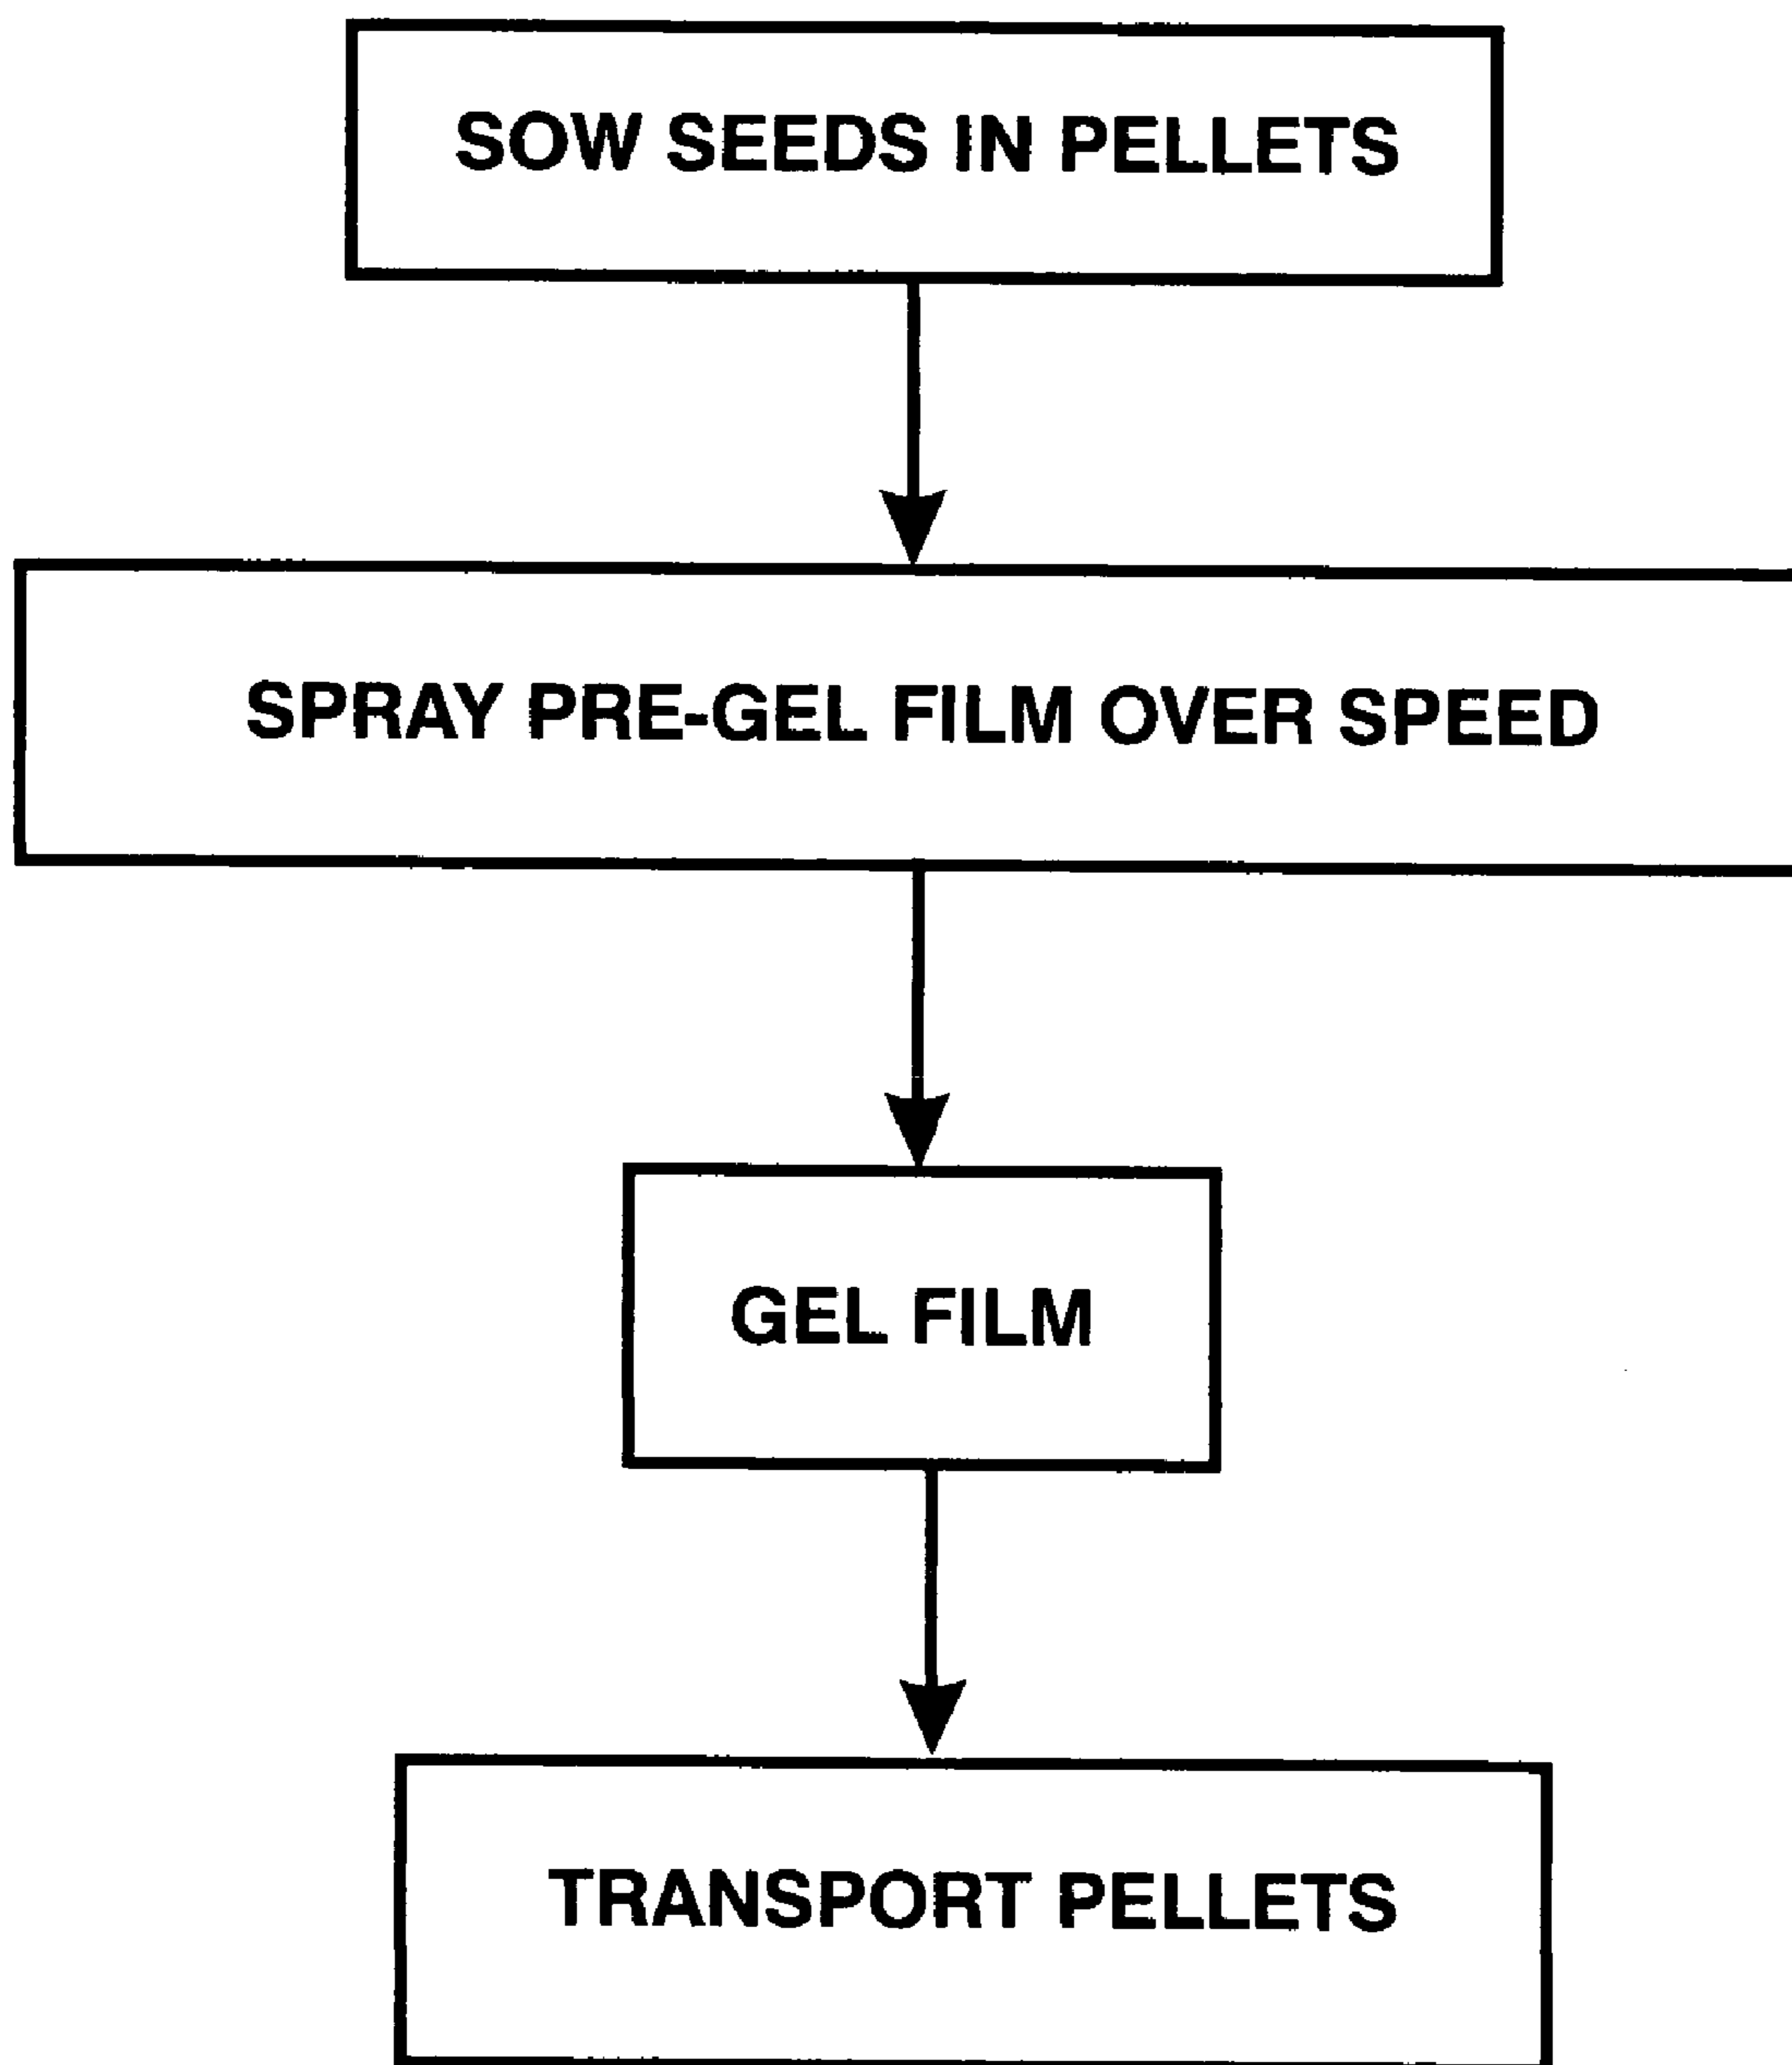 SOW SEEDS IN PELLETS
SPRAY PRE-GEL FILM OVER SPEED
GEL FILM
TRANSPORT PELLETS